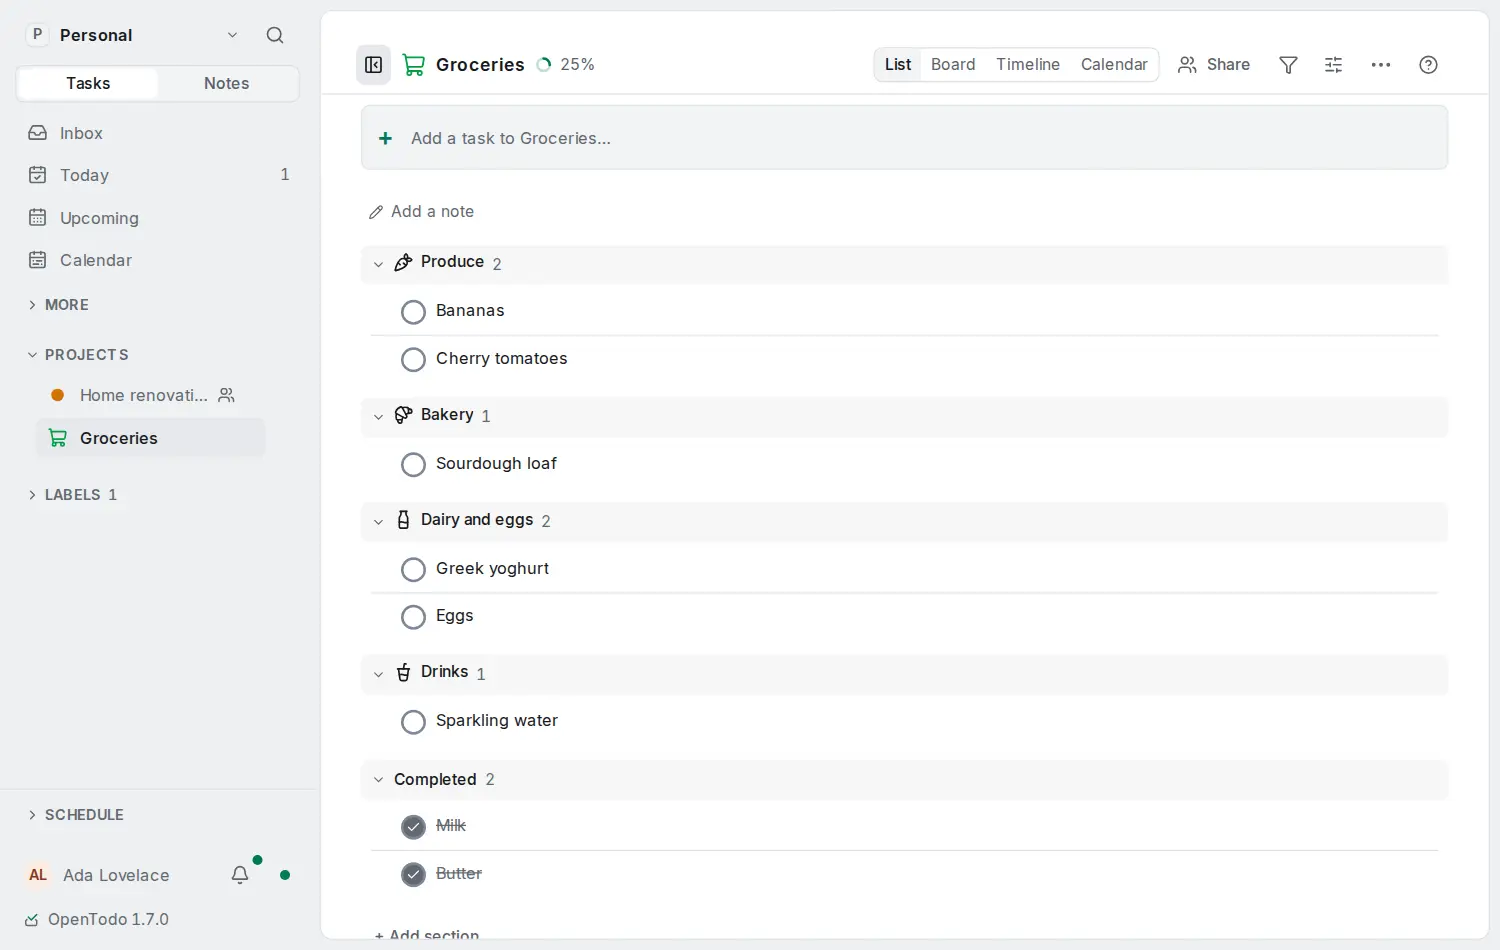 P Personal
Tasks Notes
Inbox
Today 1
Upcoming
Calendar
MORE
PROJECTS
Home renovati...
Groceries
LABELS 1
SCHEDULE
AL Ada Lovelace
OpenTodo 1.7.0
Groceries 25%
List Board Timeline Calendar Share
+ Add a task to Groceries...
Add a note
Produce 2
Bananas
Cherry tomatoes
Bakery 1
Sourdough loaf
Dairy and eggs 2
Greek yoghurt
Eggs
Drinks 1
Sparkling water
Completed 2
Milk
Butter
+ Add section